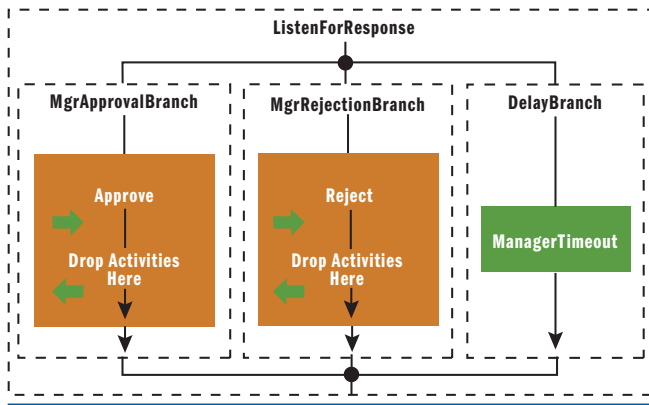 ListenForResponse
MgrApprovalBranch
MgrRejectionBranch
DelayBranch
Approve
Drop Activities
Here
Reject
Drop Activities
Here
ManagerTimeout